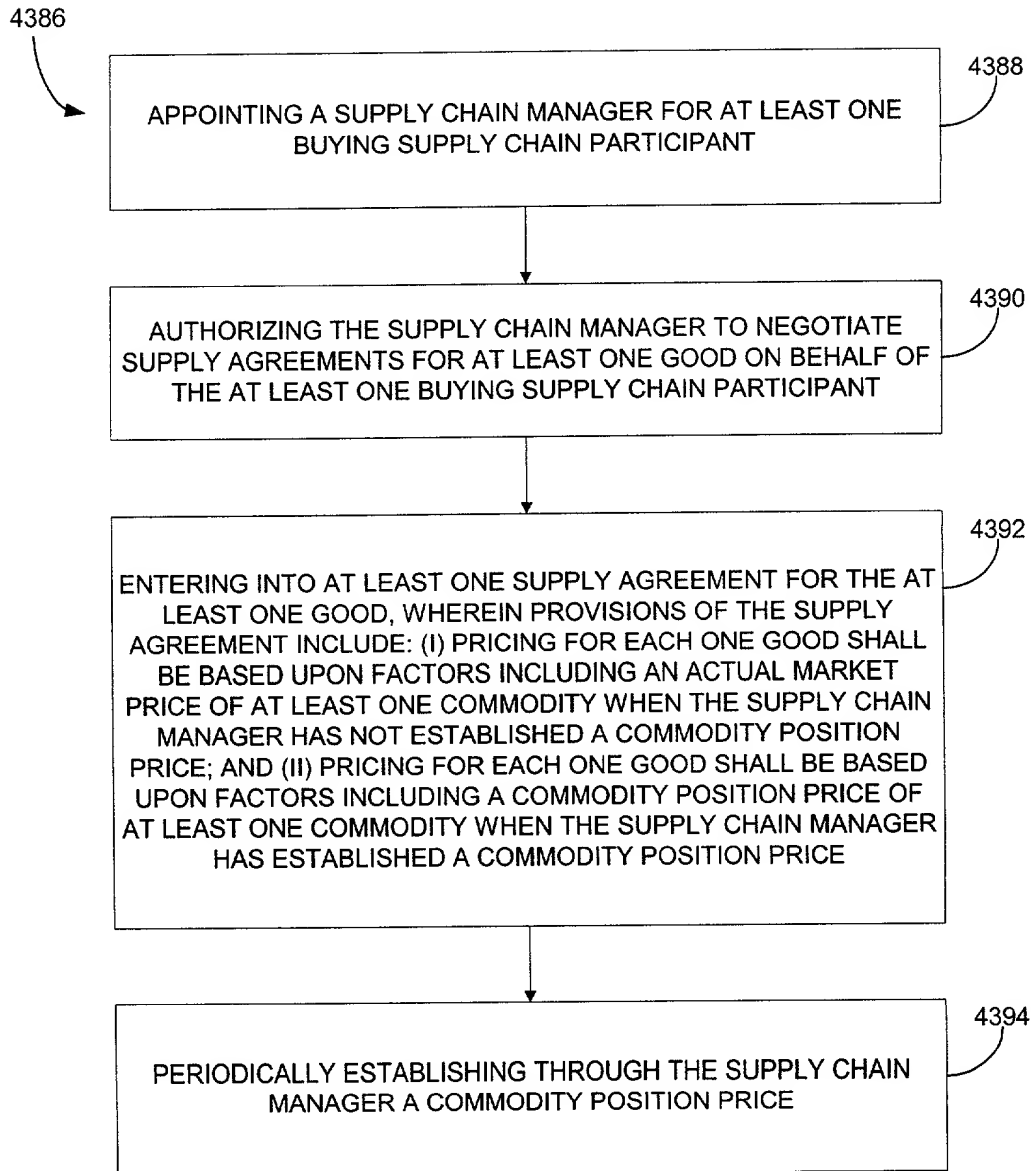 4386
4388
APPOINTING A SUPPLY CHAIN MANAGER FOR AT LEAST ONE
BUYING SUPPLY CHAIN PARTICIPANT
4390
AUTHORIZING THE SUPPLY CHAIN MANAGER TO NEGOTIATE
SUPPLY AGREEMENTS FOR AT LEAST ONE GOOD ON BEHALF OF
THE AT LEAST ONE BUYING SUPPLY CHAIN PARTICIPANT
4392
ENTERING INTO AT LEAST ONE SUPPLY AGREEMENT FOR THE AT
LEAST ONE GOOD, WHEREIN PROVISIONS OF THE SUPPLY
AGREEMENT INCLUDE: (I) PRICING FOR EACH ONE GOOD SHALL
BE BASED UPON FACTORS INCLUDING AN ACTUAL MARKET
PRICE OF AT LEAST ONE COMMODITY WHEN THE SUPPLY CHAIN
MANAGER HAS NOT ESTABLISHED A COMMODITY POSITION
PRICE; AND (II) PRICING FOR EACH ONE GOOD SHALL BE BASED
UPON FACTORS INCLUDING A COMMODITY POSITION PRICE OF
AT LEAST ONE COMMODITY WHEN THE SUPPLY CHAIN MANAGER
HAS ESTABLISHED A COMMODITY POSITION PRICE
4394
PERIODICALLY ESTABLISHING THROUGH THE SUPPLY CHAIN
MANAGER A COMMODITY POSITION PRICE